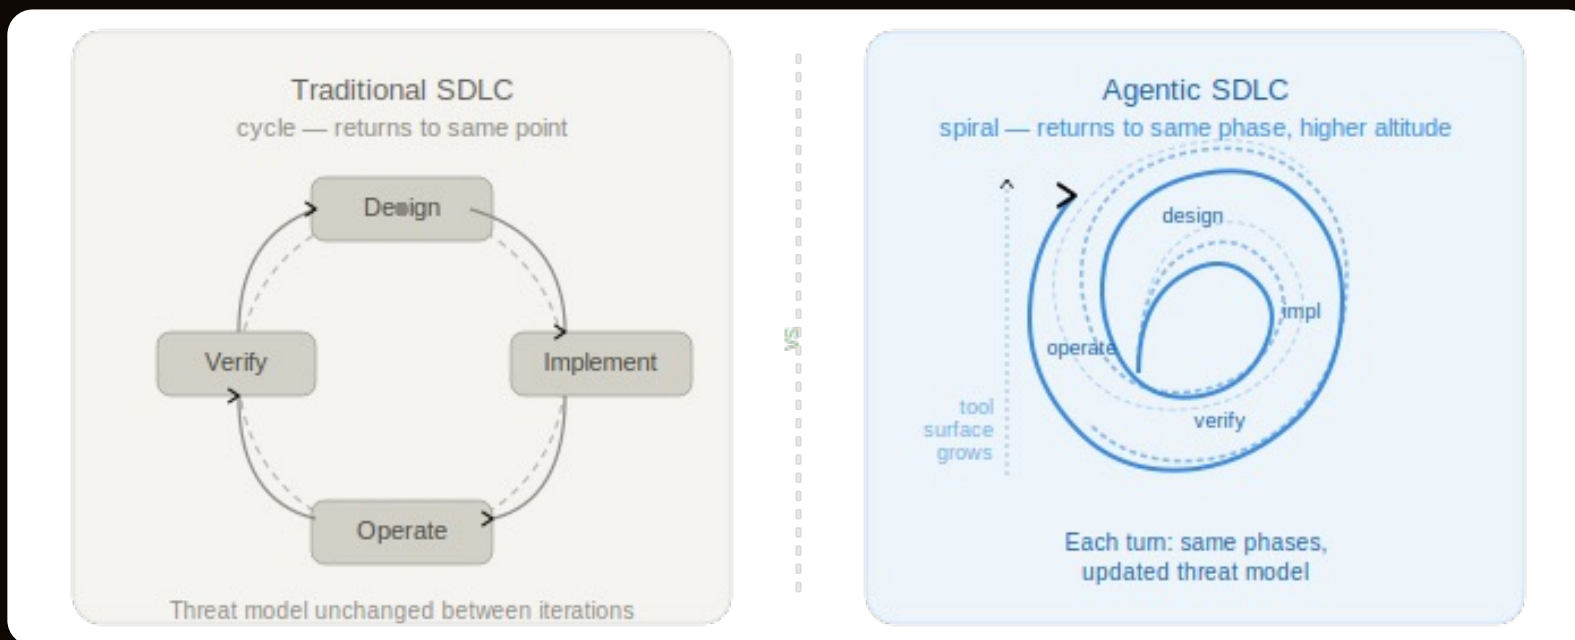 Traditional SDLC
cycle — returns to same point
Design
Verify
Implement
Operate
Threat model unchanged between iterations
vs
Agentic SDLC
spiral — returns to same phase, higher altitude
design
impl
operate
verify
tool
surface
grows
Each turn: same phases,
updated threat model